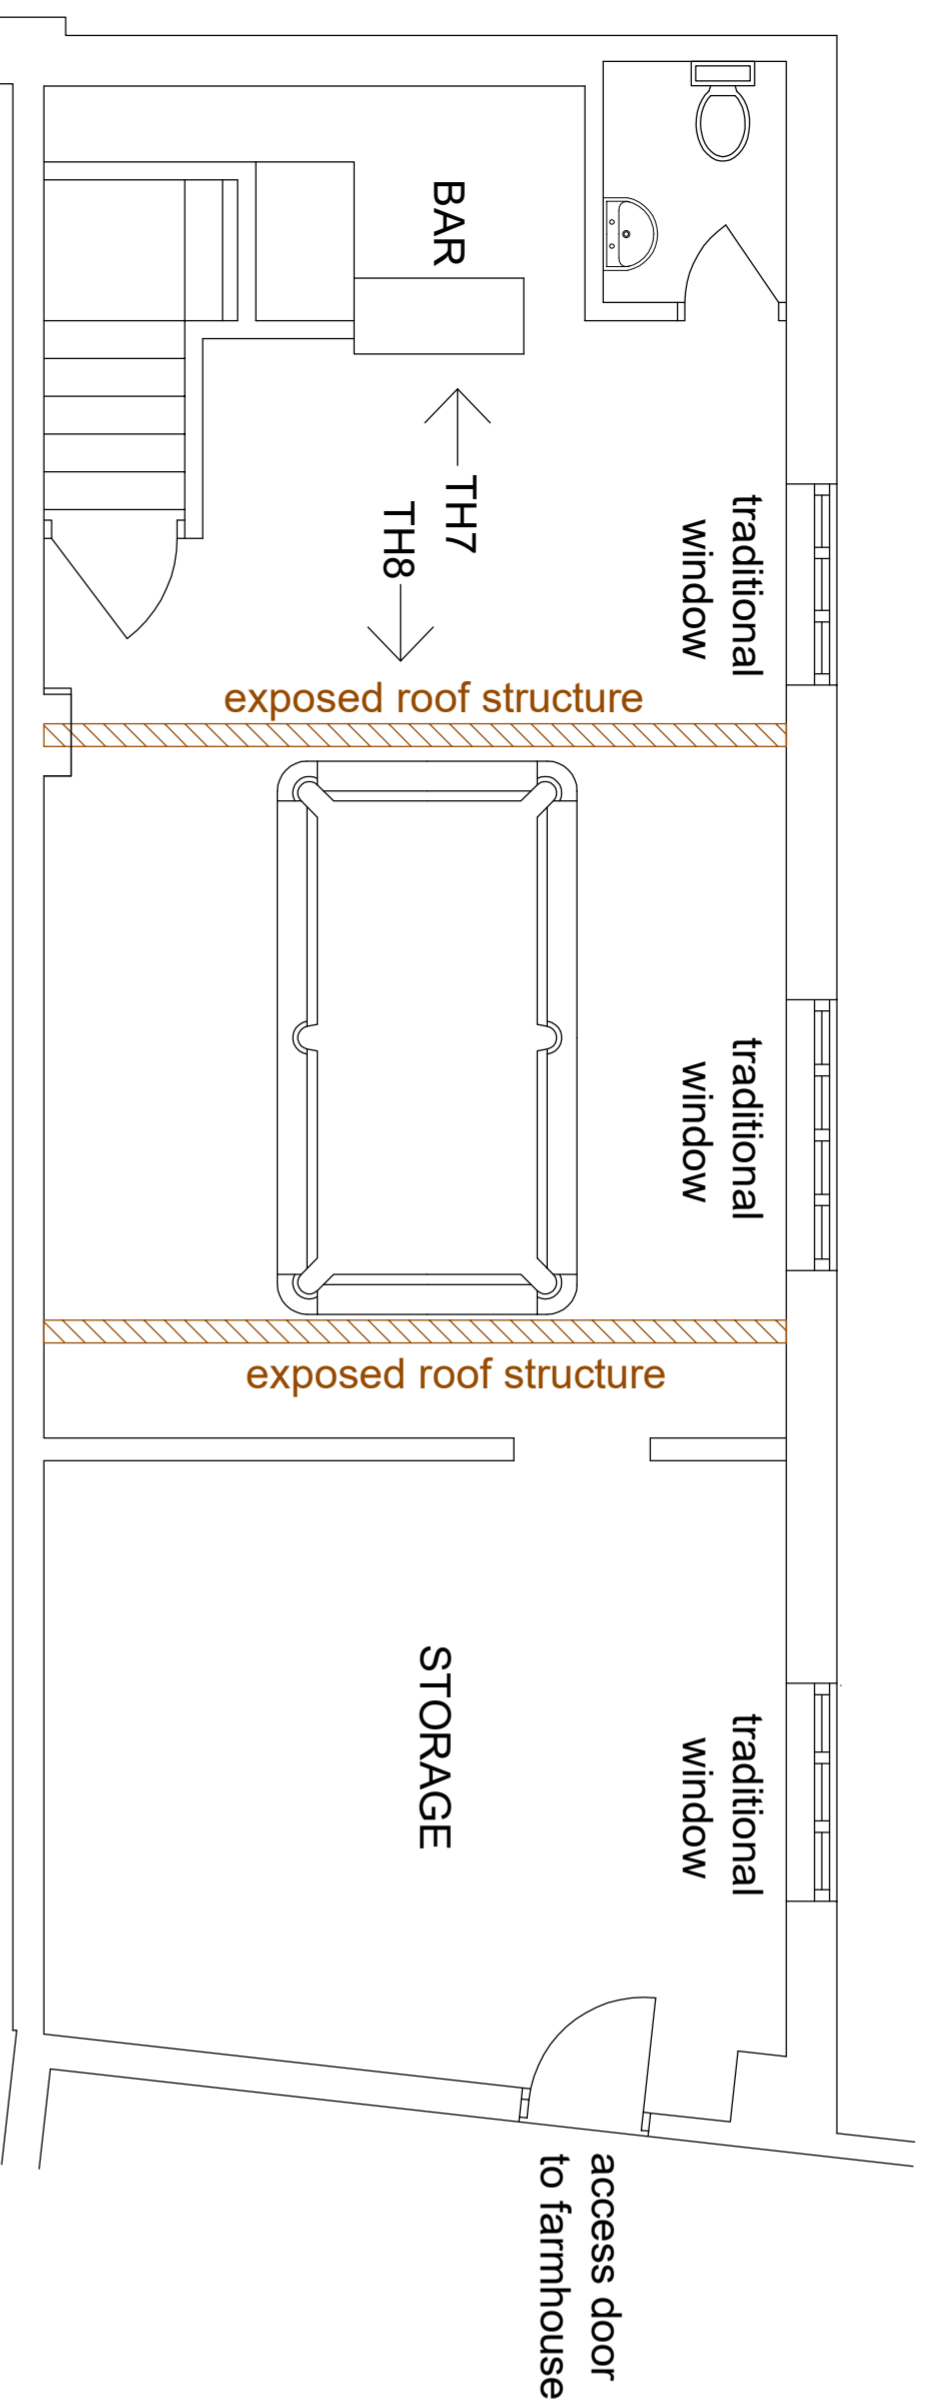 BAR
TH7
TH8
traditional
window
exposed roof structure
traditional
window
exposed roof structure
STORAGE
traditional
window
access door
to farmhouse